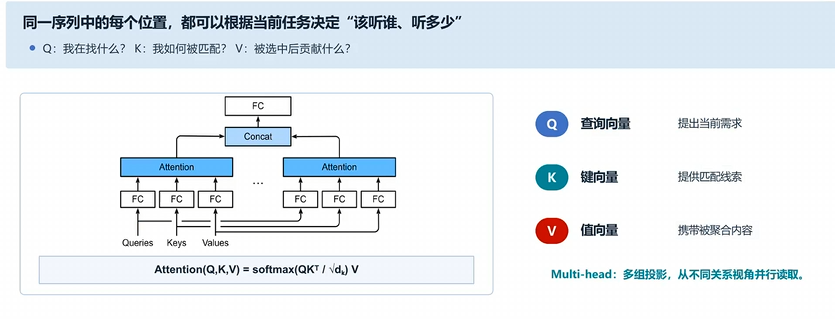 同一序列中的每个位置，都可以根据当前任务决定“该听谁、听多少”
Q：我在找什么？ K：我如何被匹配？ V：被选中后贡献什么？
FC
Concat
Attention
Attention
...
FC
FC
FC
FC
FC
FC
Queries
Keys
Values
Attention(Q,K,V) = softmax(QKᵀ / √dₖ) V
Q 查询向量 提出当前需求
K 键向量 提供匹配线索
V 值向量 携带被聚合内容
Multi-head：多组投影，从不同关系视角并行读取。